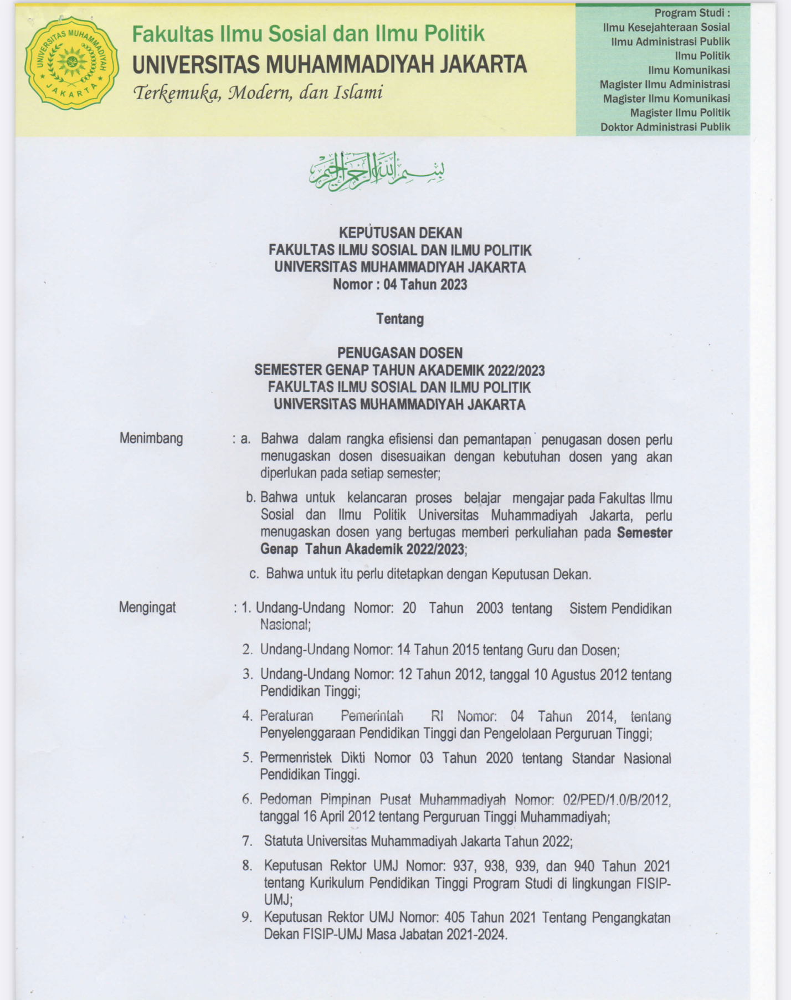 UNIVERSITAS MUHAMMADIYAH
JAKARTA
Fakultas Ilmu Sosial dan Ilmu Politik
UNIVERSITAS MUHAMMADIYAH JAKARTA
Terkemuka, Modern, dan Islami
Program Studi :
Ilmu Kesejahteraan Sosial
Ilmu Administrasi Publik
Ilmu Politik
Ilmu Komunikasi
Magister Ilmu Administrasi
Magister Ilmu Komunikasi
Magister Ilmu Politik
Doktor Administrasi Publik
بسم الله الرحمن الرحيم
KEPUTUSAN DEKAN
FAKULTAS ILMU SOSIAL DAN ILMU POLITIK
UNIVERSITAS MUHAMMADIYAH JAKARTA
Nomor : 04 Tahun 2023
Tentang
PENUGASAN DOSEN
SEMESTER GENAP TAHUN AKADEMIK 2022/2023
FAKULTAS ILMU SOSIAL DAN ILMU POLITIK
UNIVERSITAS MUHAMMADIYAH JAKARTA
Menimbang : a. Bahwa dalam rangka efisiensi dan pemantapan penugasan dosen perlu
menugaskan dosen disesuaikan dengan kebutuhan dosen yang akan
diperlukan pada setiap semester;
b. Bahwa untuk kelancaran proses belajar mengajar pada Fakultas Ilmu
Sosial dan Ilmu Politik Universitas Muhammadiyah Jakarta, perlu
menugaskan dosen yang bertugas memberi perkuliahan pada Semester
Genap Tahun Akademik 2022/2023;
c. Bahwa untuk itu perlu ditetapkan dengan Keputusan Dekan.
Mengingat : 1. Undang-Undang Nomor: 20 Tahun 2003 tentang Sistem Pendidikan
Nasional;
2. Undang-Undang Nomor: 14 Tahun 2015 tentang Guru dan Dosen;
3. Undang-Undang Nomor: 12 Tahun 2012, tanggal 10 Agustus 2012 tentang
Pendidikan Tinggi;
4. Peraturan Pemerintah RI Nomor: 04 Tahun 2014, tentang
Penyelenggaraan Pendidikan Tinggi dan Pengelolaan Perguruan Tinggi;
5. Permenristek Dikti Nomor 03 Tahun 2020 tentang Standar Nasional
Pendidikan Tinggi.
6. Pedoman Pimpinan Pusat Muhammadiyah Nomor: 02/PED/1.0/B/2012,
tanggal 16 April 2012 tentang Perguruan Tinggi Muhammadiyah;
7. Statuta Universitas Muhammadiyah Jakarta Tahun 2022;
8. Keputusan Rektor UMJ Nomor: 937, 938, 939, dan 940 Tahun 2021
tentang Kurikulum Pendidikan Tinggi Program Studi di lingkungan FISIP-
UMJ;
9. Keputusan Rektor UMJ Nomor: 405 Tahun 2021 Tentang Pengangkatan
Dekan FISIP-UMJ Masa Jabatan 2021-2024.